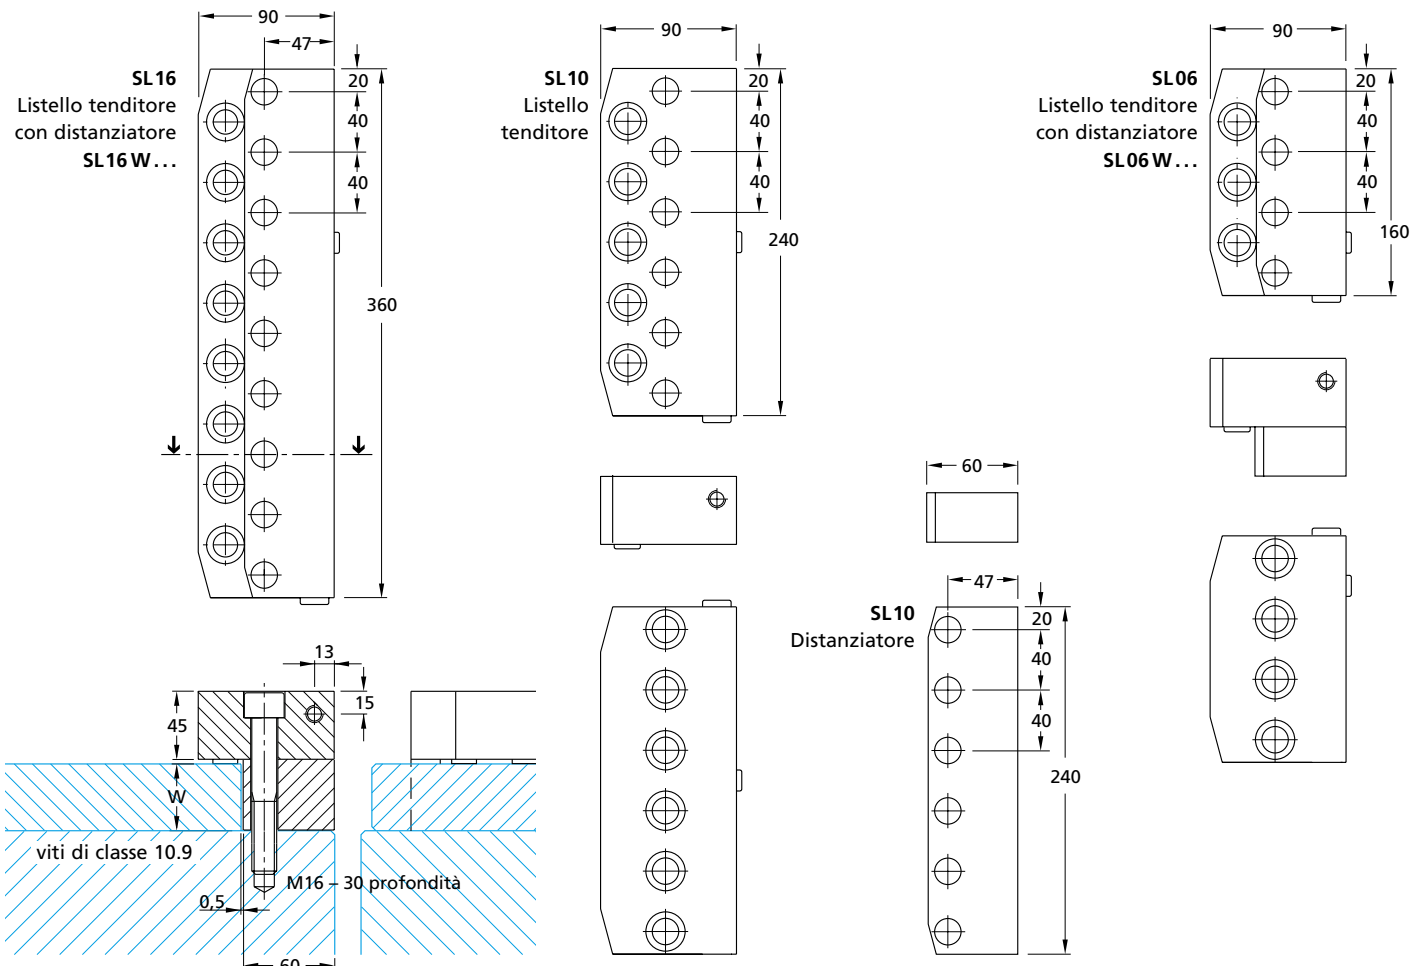 90
47
SL16
Listello tenditore
con distanziatore
SL16 W...
20
40
40
360
90
SL10
Listello
tenditore
20
40
40
240
90
SL06
Listello tenditore
con distanziatore
SL06 W...
20
40
40
160
60
47
SL10
Distanziatore
20
40
40
240
13
15
45
W
viti di classe 10.9
M16 – 30 profondità
0,5
60